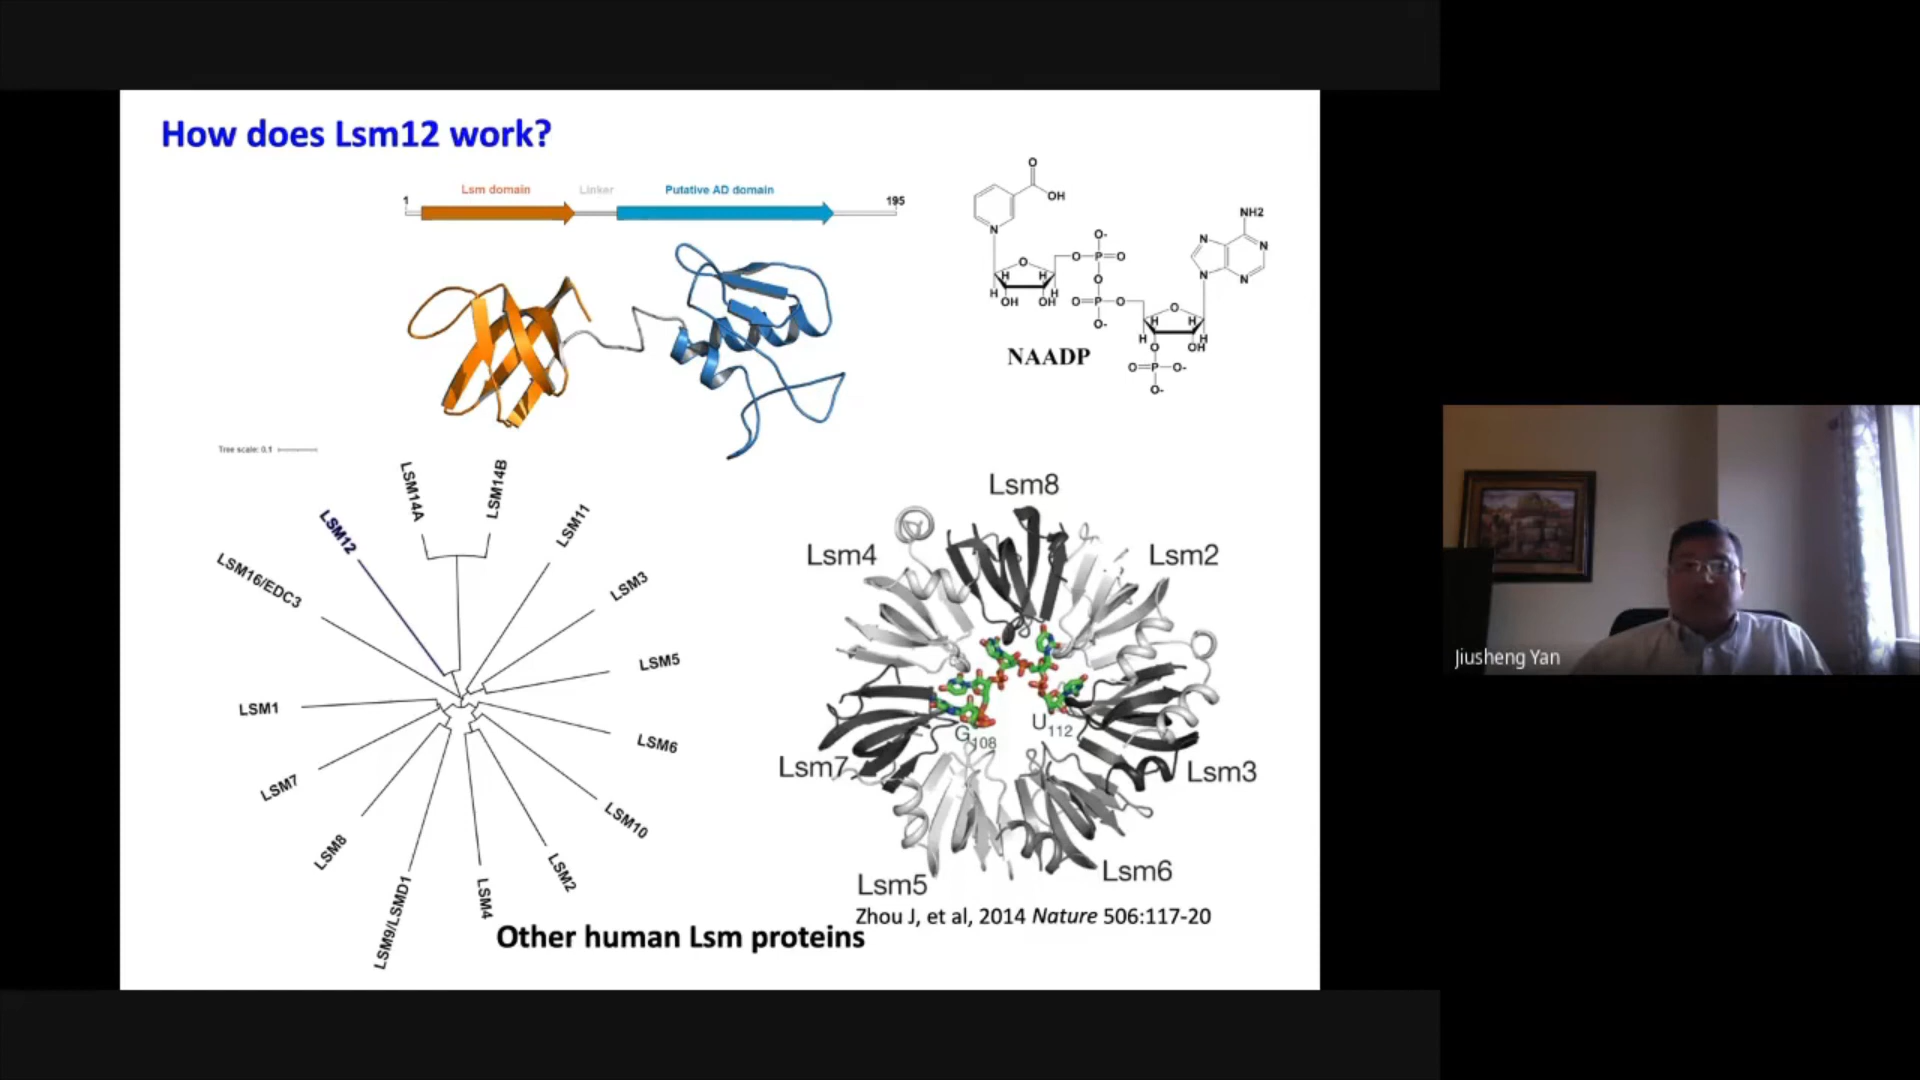 How does Lsm12 work?
Lsm domain
Linker
Putative AD domain
1
195
O
OH
N
O-
O
P
O
H
H
O
H
H
OH
OH
O
O
P
O
O-
NH2
N
N
N
N
O
H
H
H
H
O
OH
O
P
O-
O-
NAADP
Tree scale: 0.1
LSM14A
LSM14B
LSM12
LSM11
LSM16/EDC3
LSM3
LSM5
LSM1
LSM6
LSM7
LSM10
LSM8
LSM2
LSM4
LSM9/LSMD1
Other human Lsm proteins
Lsm8
Lsm4
Lsm2
G108
U112
Lsm7
Lsm3
Lsm6
Lsm5
Zhou J, et al, 2014 Nature 506:117-20
Jiusheng Yan